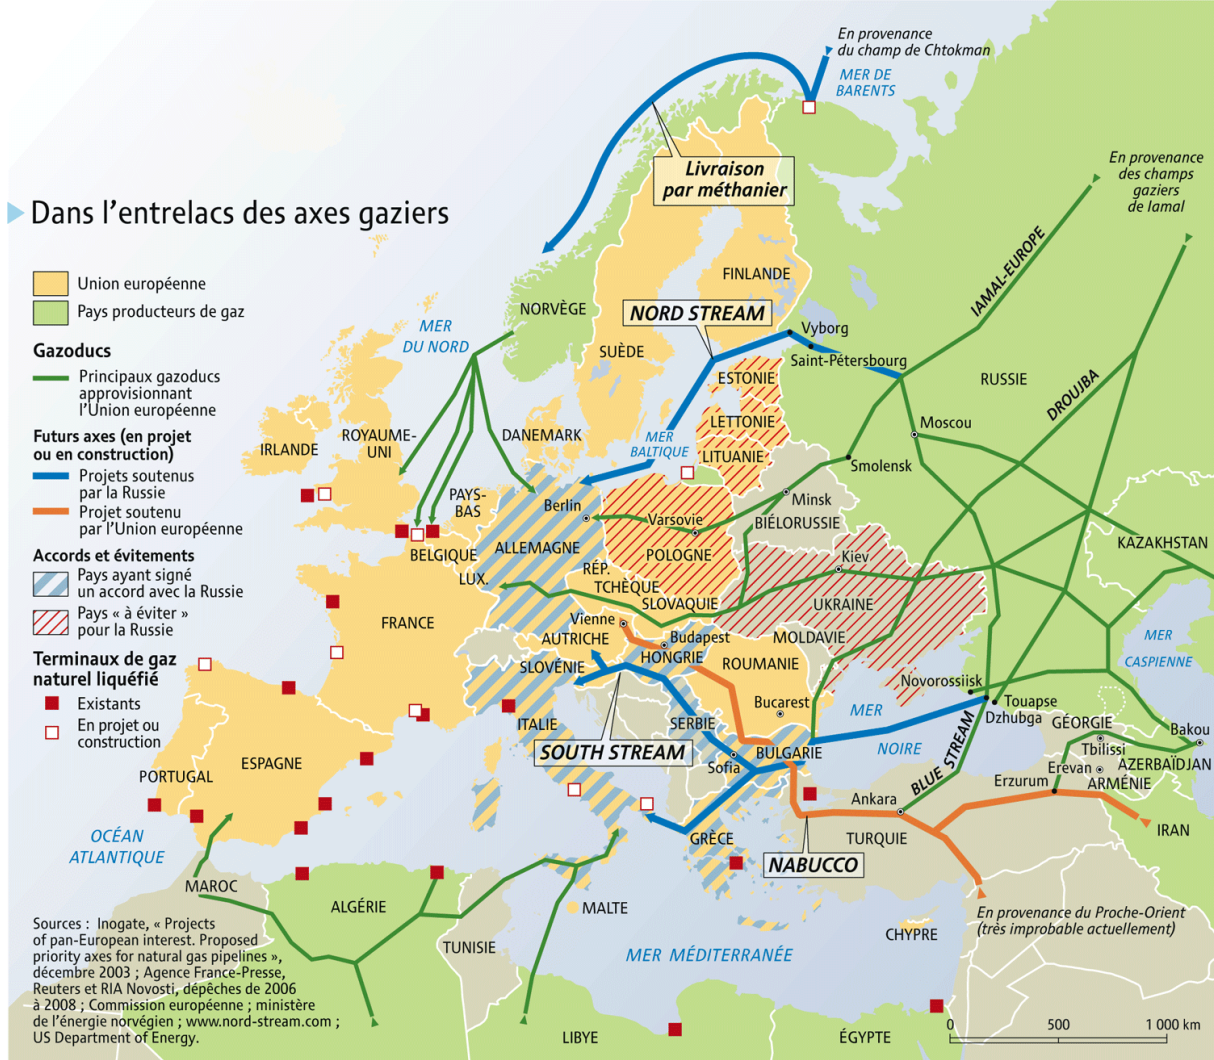 En provenance
du champ de Chtokman
MER DE
BARENTS
En provenance
des champs
gaziers
de Iamal
Livraison
par méthanier
Dans l'entrelacs des axes gaziers
Union européenne
Pays producteurs de gaz
Gazoducs
Principaux gazoducs
approvisionnant
l'Union européenne
Futurs axes (en projet
ou en construction)
Projets soutenus
par la Russie
Projet soutenu
par l'Union européenne
Accords et évitements
Pays ayant signé
un accord avec la Russie
Pays « à éviter »
pour la Russie
Terminaux de gaz
naturel liquéfié
Existants
En projet ou
construction
IAMAL-EUROPE
FINLANDE
NORVÈGE
NORD STREAM
MER
DU NORD
Vyborg
SUÈDE
Saint-Pétersbourg
ESTONIE
RUSSIE
DROUJBA
LETTONIE
Moscou
IRLANDE
ROYAUME-
UNI
DANEMARK
MER
BALTIQUE
LITUANIE
Smolensk
PAYS-
BAS
Berlin
Minsk
BIÉLORUSSIE
Varsovie
BELGIQUE
ALLEMAGNE
POLOGNE
KAZAKHSTAN
LUX.
RÉP.
TCHÈQUE
Kiev
SLOVAQUIE
UKRAINE
FRANCE
Vienne
AUTRICHE
Budapest
MOLDAVIE
MER
CASPIENNE
SLOVÉNIE
HONGRIE
ROUMANIE
Novorossiisk
Touapse
Dzhubga
Bucarest
MER
NOIRE
ITALIE
SERBIE
GÉORGIE
Bakou
SOUTH STREAM
BULGARIE
BLUE STREAM
Tbilissi
Sofia
AZERBAÏDJAN
PORTUGAL
ESPAGNE
Erevan
Erzurum
ARMÉNIE
Ankara
OCÉAN
ATLANTIQUE
GRÈCE
TURQUIE
IRAN
NABUCCO
MAROC
ALGÉRIE
MALTE
En provenance du Proche-Orient
(très improbable actuellement)
CHYPRE
TUNISIE
MER MÉDITERRANÉE
Sources : Inogate, « Projects
of pan-European interest. Proposed
priority axes for natural gas pipelines »,
décembre 2003 ; Agence France-Presse,
Reuters et RIA Novosti, dépêches de 2006
à 2008 ; Commission européenne ; ministère
de l'énergie norvégien ; www.nord-stream.com ;
US Department of Energy.
LIBYE
ÉGYPTE
0 500 1 000 km